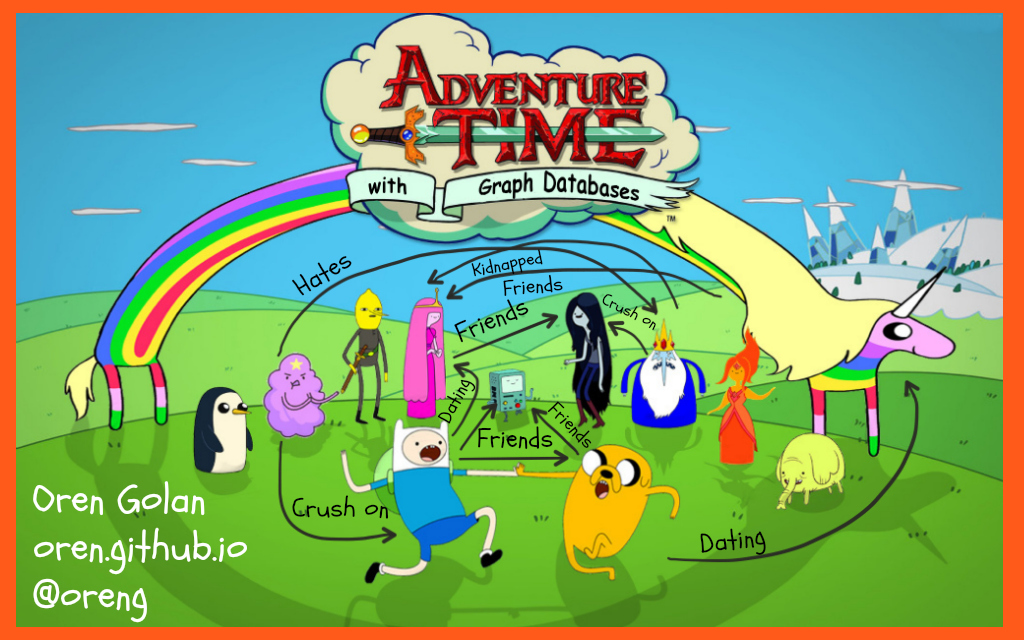 ADVENTURE
TIME
with Graph Databases
TM
Hates
Kidnapped
Friends
Friends
Crush on
Dating
Friends
Friends
Crush on
Dating
Oren Golan
oren.github.io
@oreng